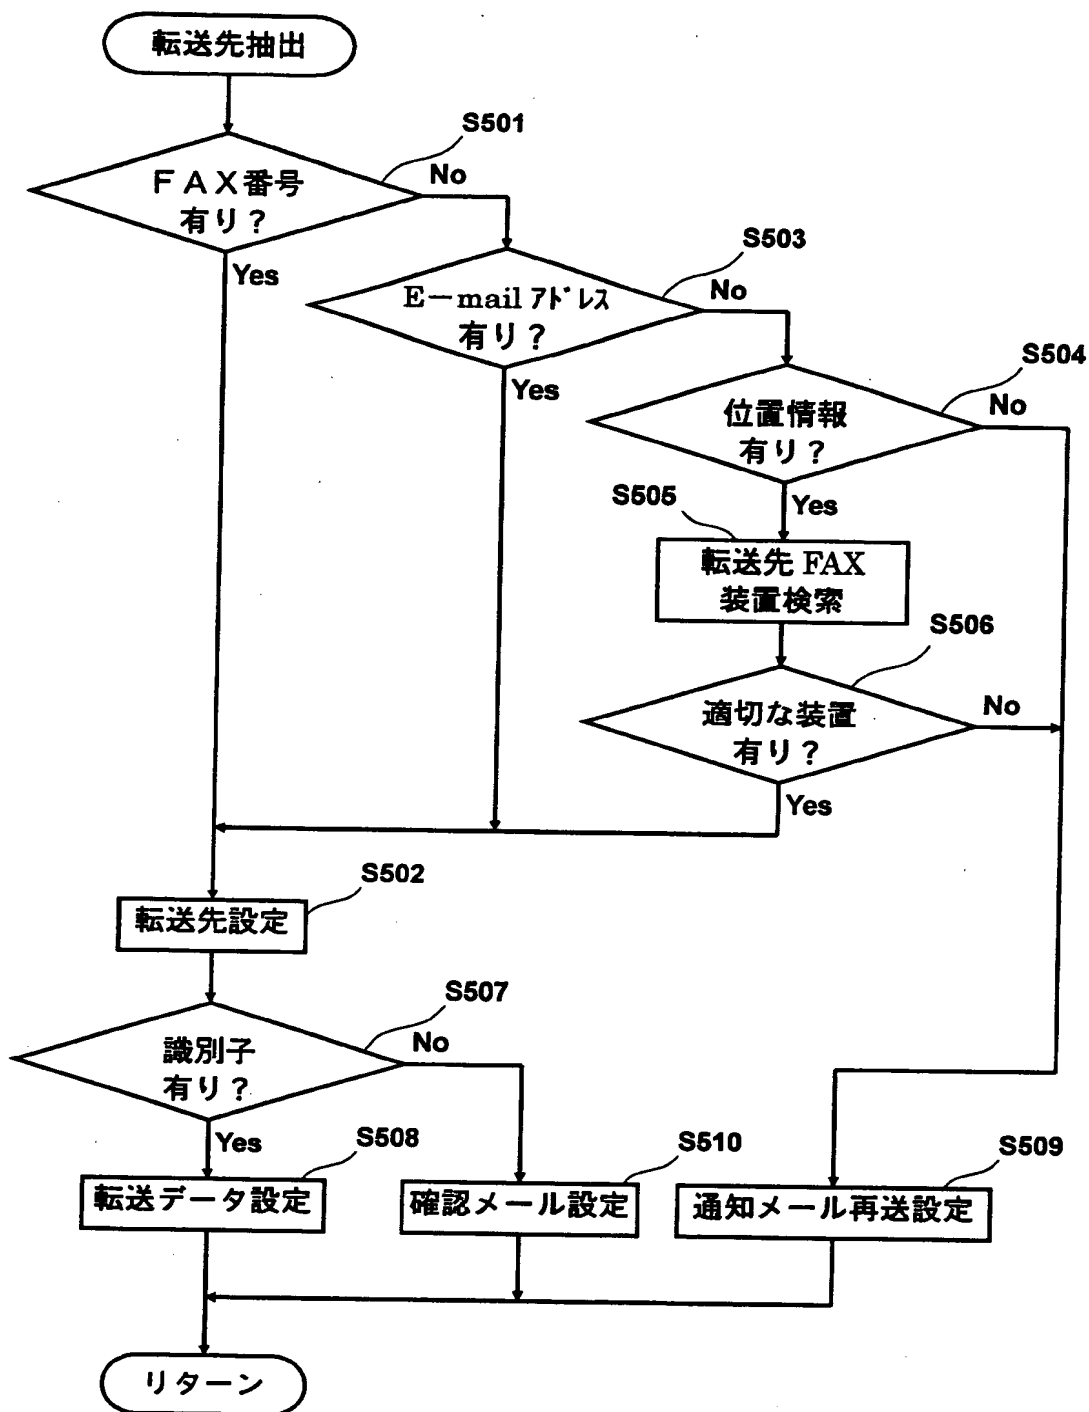 転送先抽出
S501
FAX番号
有り?
No
Yes
S503
E-mail アドレス
有り?
No
Yes
S504
位置情報
有り?
No
Yes
S505
転送先 FAX
装置検索
S506
適切な装置
有り?
No
Yes
S502
転送先設定
S507
識別子
有り?
No
Yes
S508
転送データ設定
S510
確認メール設定
S509
通知メール再送設定
リターン